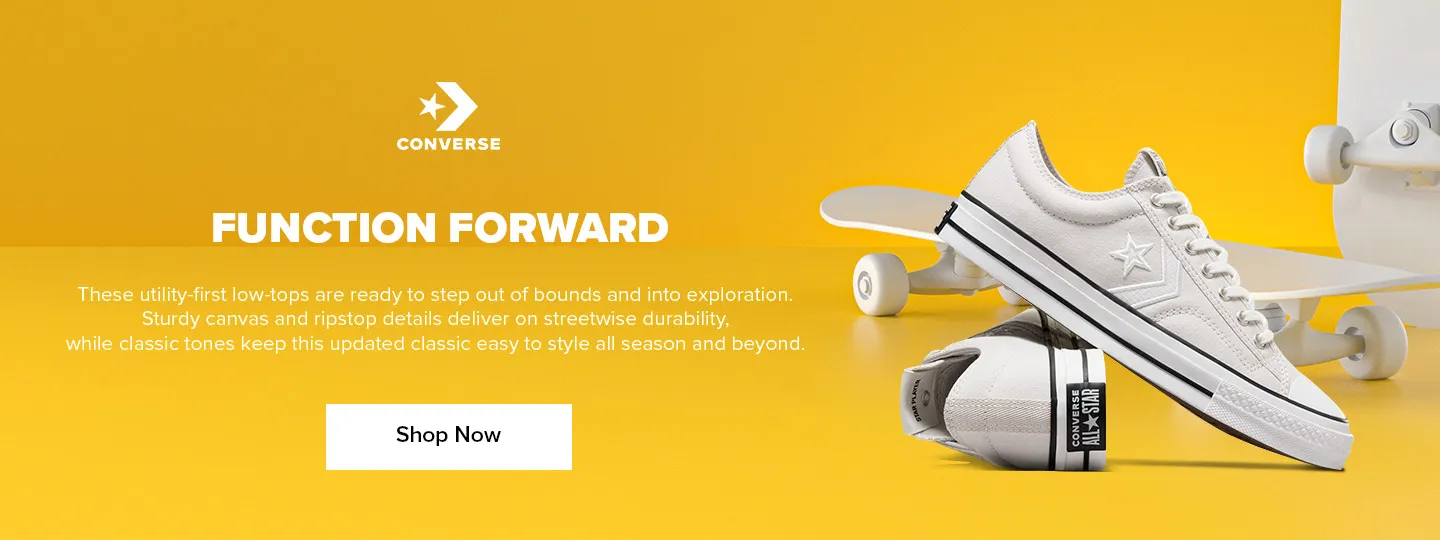 CONVERSE
FUNCTION FORWARD
These utility-first low-tops are ready to step out of bounds and into exploration.
Sturdy canvas and ripstop details deliver on streetwise durability,
while classic tones keep this updated classic easy to style all season and beyond.
Shop Now
STAR PLAYER
CONVERSE
ALL STAR